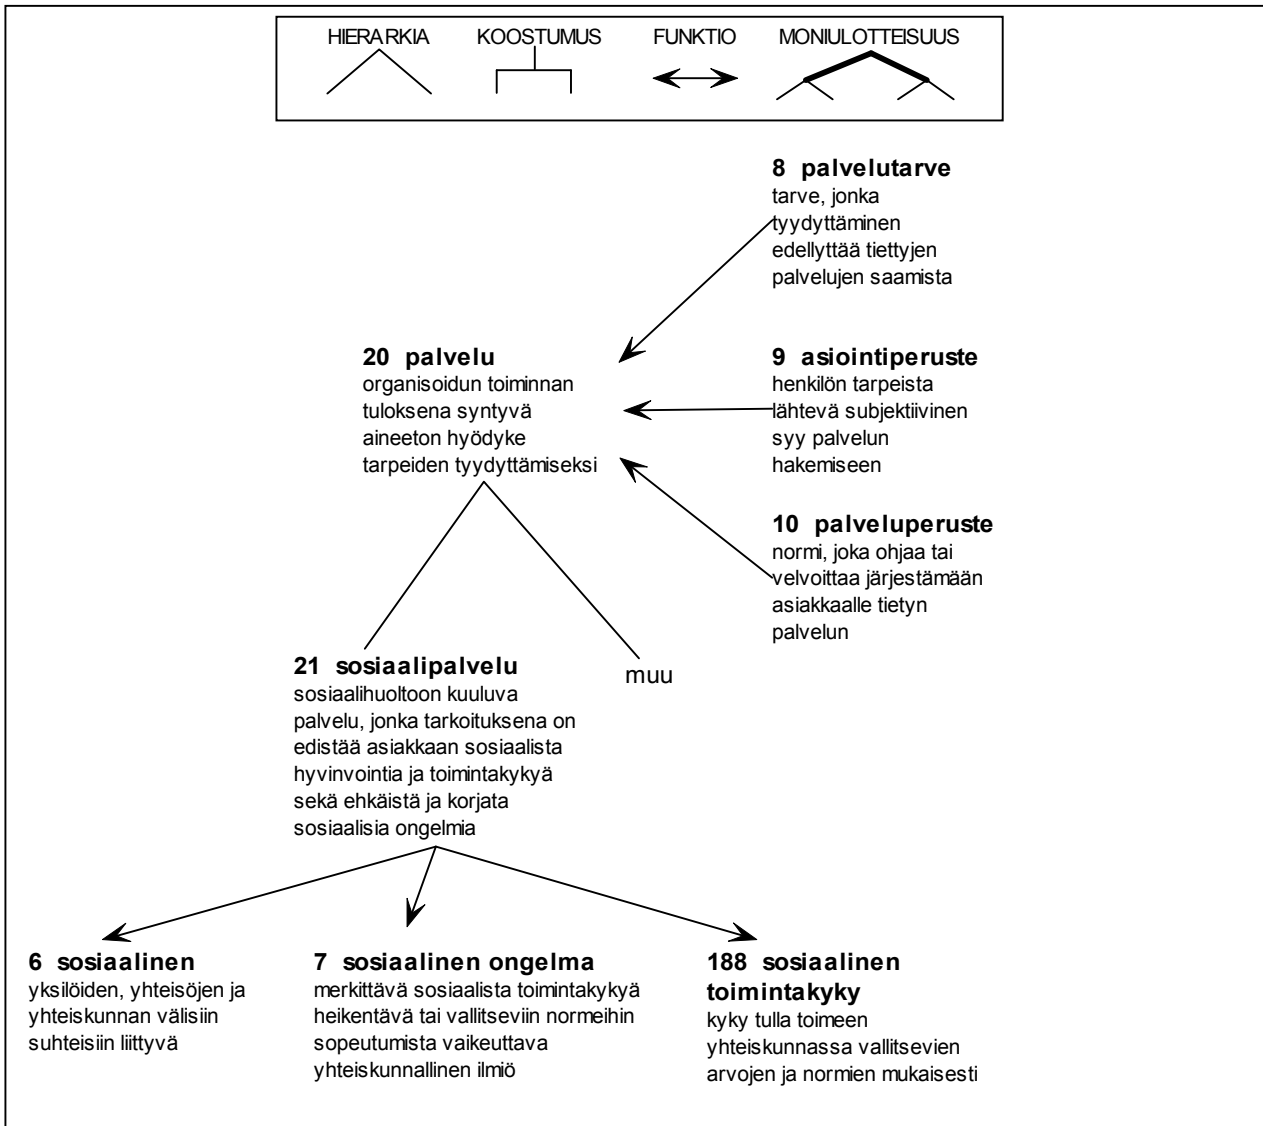 HIERARKIA KOOSTUMUS FUNKTIO MONIULOTTEISUUS
8 palvelutarve
tarve, jonka
tyydyttäminen
edellyttää tiettyjen
palvelujen saamista
20 palvelu
organisoidun toiminnan
tuloksena syntyvä
aineeton hyödyke
tarpeiden tyydyttämiseksi
9 asiointiperuste
henkilön tarpeista
lähtevä subjektiivinen
syy palvelun
hakemiseen
10 palveluperuste
normi, joka ohjaa tai
velvoittaa järjestämään
asiakkaalle tietyn
palvelun
21 sosiaalipalvelu
sosiaalihuoltoon kuuluva
palvelu, jonka tarkoituksena on
edistää asiakkaan sosiaalista
hyvinvointia ja toimintakykyä
sekä ehkäistä ja korjata
sosiaalisia ongelmia
muu
6 sosiaalinen
yksilöiden, yhteisöjen ja
yhteiskunnan välisiin
suhteisiin liittyvä
7 sosiaalinen ongelma
merkittävä sosiaalista toimintakykyä
heikentävä tai vallitseviin normeihin
sopeutumista vaikeuttava
yhteiskunnallinen ilmiö
188 sosiaalinen
toimintakyky
kyky tulla toimeen
yhteiskunnassa vallitsevien
arvojen ja normien mukaisesti